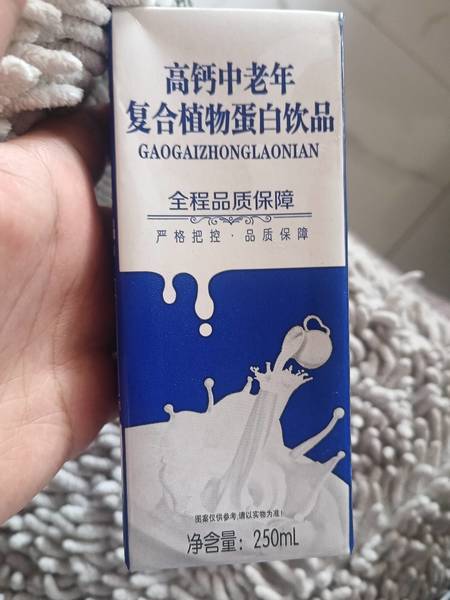 高钙中老年
复合植物蛋白饮品
GAOGAIZHONGLAONIAN
全程品质保障
严格把控·品质保障
图案仅供参考,请以实物为准!
净含量: 250mL